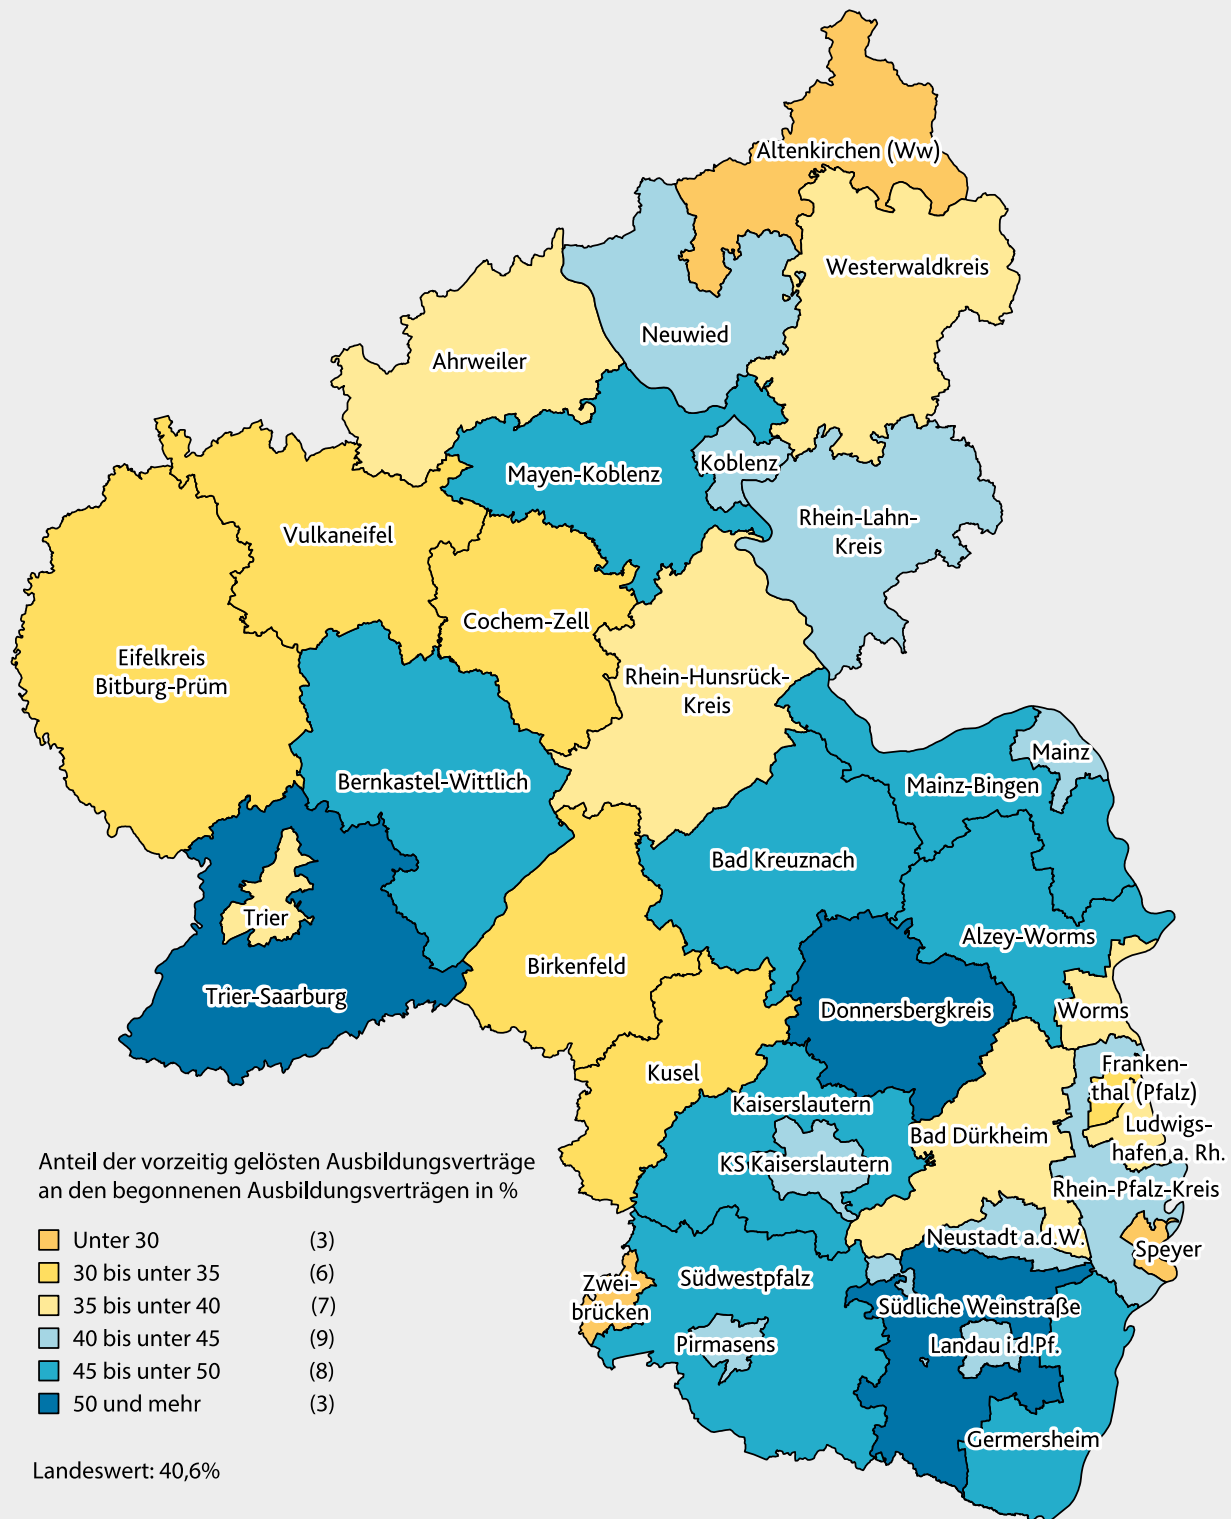 Altenkirchen (Ww)
Westerwaldkreis
Neuwied
Ahrweiler
Koblenz
Mayen-Koblenz
Rhein-Lahn-
Kreis
Vulkaneifel
Cochem-Zell
Eifelkreis
Bitburg-Prüm
Rhein-Hunsrück-
Kreis
Mainz
Bernkastel-Wittlich
Mainz-Bingen
Bad Kreuznach
Trier
Alzey-Worms
Birkenfeld
Trier-Saarburg
Donnersbergkreis
Worms
Kusel
Franken-
thal (Pfalz)
Kaiserslautern
Ludwigs-
hafen a. Rh.
Bad Dürkheim
KS Kaiserslautern
Rhein-Pfalz-Kreis
Neustadt a.d.W.
Speyer
Zwei-
brücken
Südwestpfalz
Südliche Weinstraße
Pirmasens
Landau i.d.Pf.
Germersheim
Anteil der vorzeitig gelösten Ausbildungsverträge
an den begonnenen Ausbildungsverträgen in %
Unter 30 (3)
30 bis unter 35 (6)
35 bis unter 40 (7)
40 bis unter 45 (9)
45 bis unter 50 (8)
50 und mehr (3)
Landeswert: 40,6%